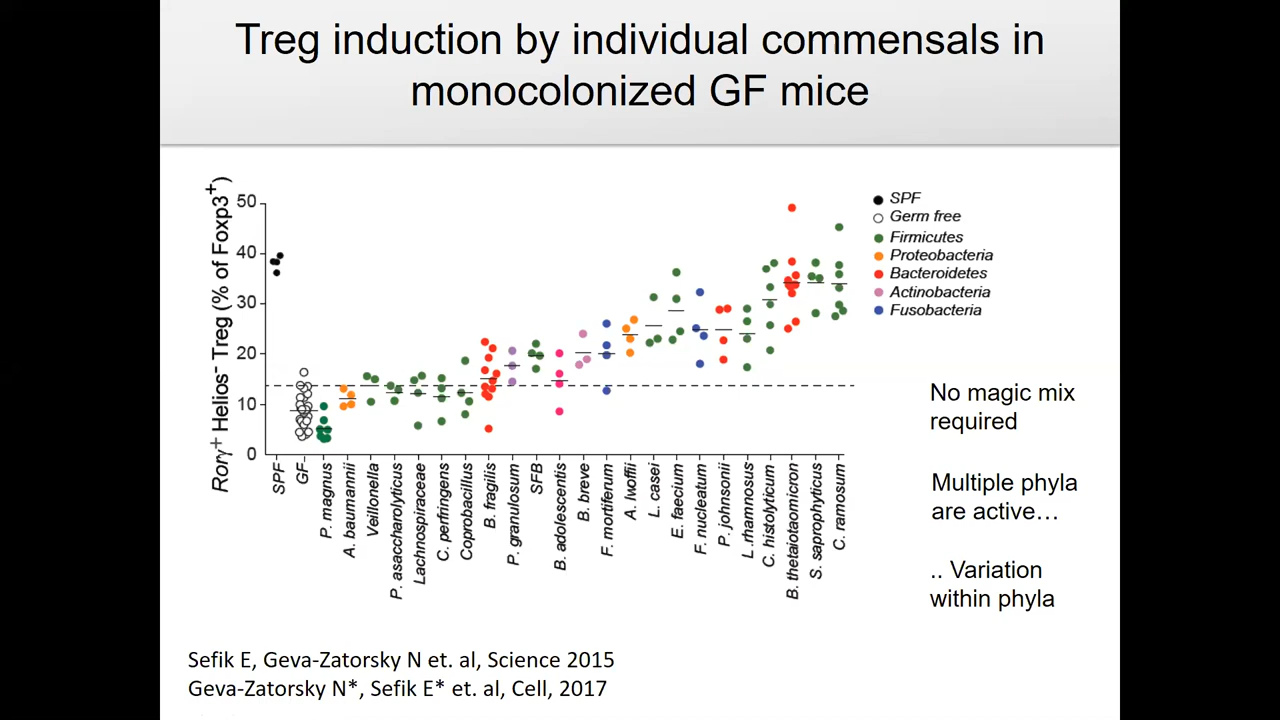 Treg induction by individual commensals in
monocolonized GF mice
Rorγ+ Helios- Treg (% of Foxp3+)
50
40
30
20
10
0
SPF
GF
P. magnus
A. baumannii
Veillonella
P. asaccharolyticus
Lachnospiraceae
C. perfringens
Coprobacillus
B. fragilis
P. granulosum
SFB
B. adolescentis
B. breve
F. mortiferum
A. lwoffii
L. casei
E. faecium
F. nucleatum
P. johnsonii
L.rhamnosus
C. histolyticum
B. thetaiotaomicron
S. saprophyticus
C. ramosum
SPF
Germ free
Firmicutes
Proteobacteria
Bacteroidetes
Actinobacteria
Fusobacteria
No magic mix
required
Multiple phyla
are active…
.. Variation
within phyla
Sefik E, Geva-Zatorsky N et. al, Science 2015
Geva-Zatorsky N*, Sefik E* et. al, Cell, 2017